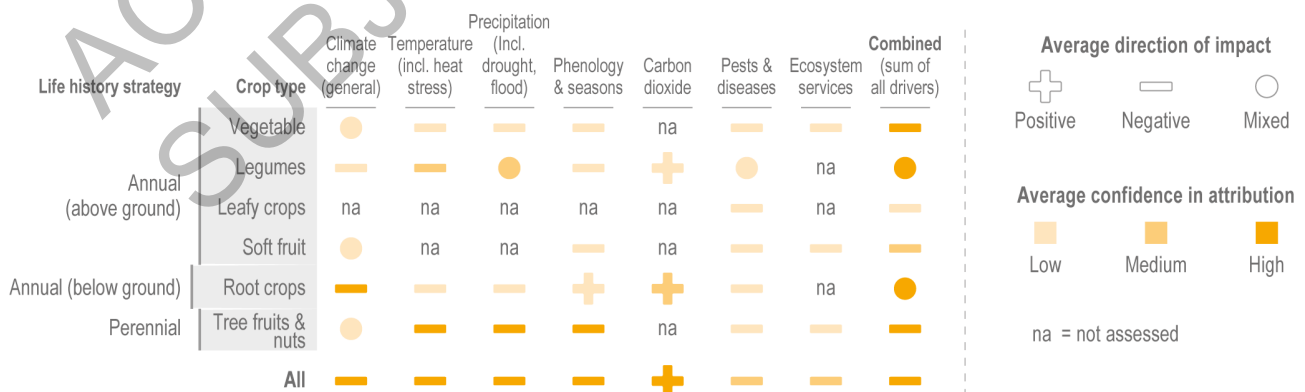 AC
SUBJ
Life history strategy
Crop type
Climate
change
(general)
Temperature
(incl. heat
stress)
Precipitation
(Incl.
drought,
flood)
Phenology
& seasons
Carbon
dioxide
Pests &
diseases
Ecosystem
services
Combined
(sum of
all drivers)
Annual
(above ground)
Vegetable
na
Legumes
na
Leafy crops
na
na
na
na
na
na
Soft fruit
na
na
na
Annual (below ground)
Root crops
na
Perennial
Tree fruits &
nuts
na
All
Average direction of impact
Positive
Negative
Mixed
Average confidence in attribution
Low
Medium
High
na = not assessed